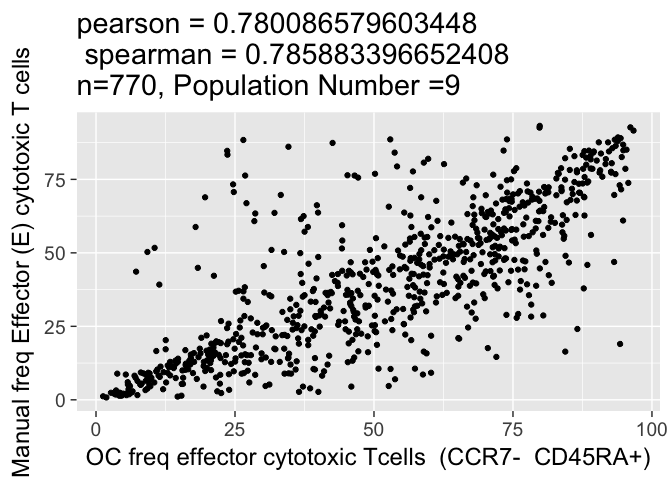 pearson = 0.780086579603448
spearman = 0.785883396652408
n=770, Population Number =9
Manual freq Effector (E) cytotoxic T cells
75
50
25
0
0 25 50 75 100
OC freq effector cytotoxic Tcells  (CCR7-  CD45RA+)